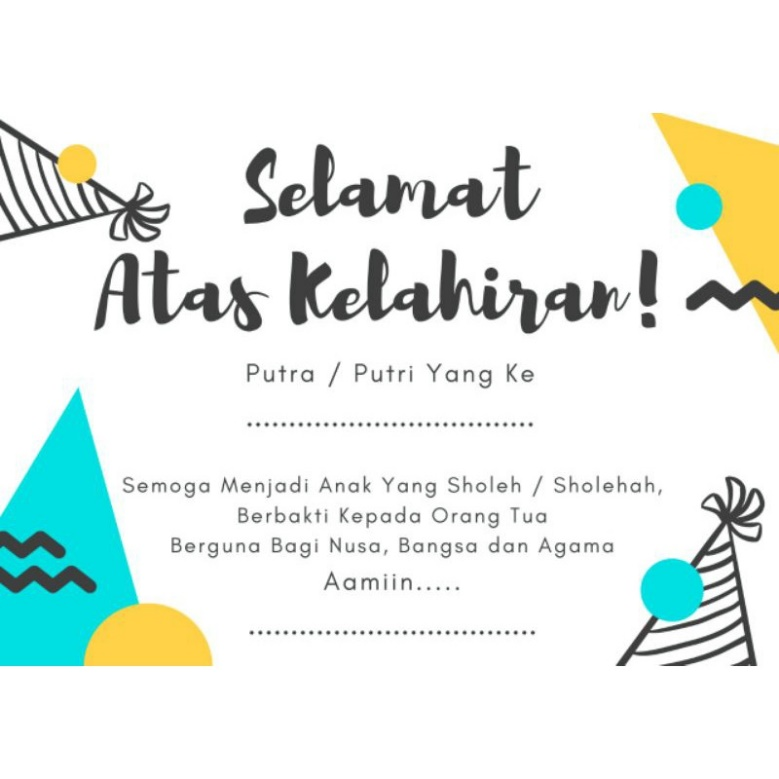 Selamat
Atas Kelahiran!
Putra / Putri Yang Ke
..................................
Semoga Menjadi Anak Yang Sholeh / Sholehah,
Berbakti Kepada Orang Tua
Berguna Bagi Nusa, Bangsa dan Agama
Aamiin.....
..................................